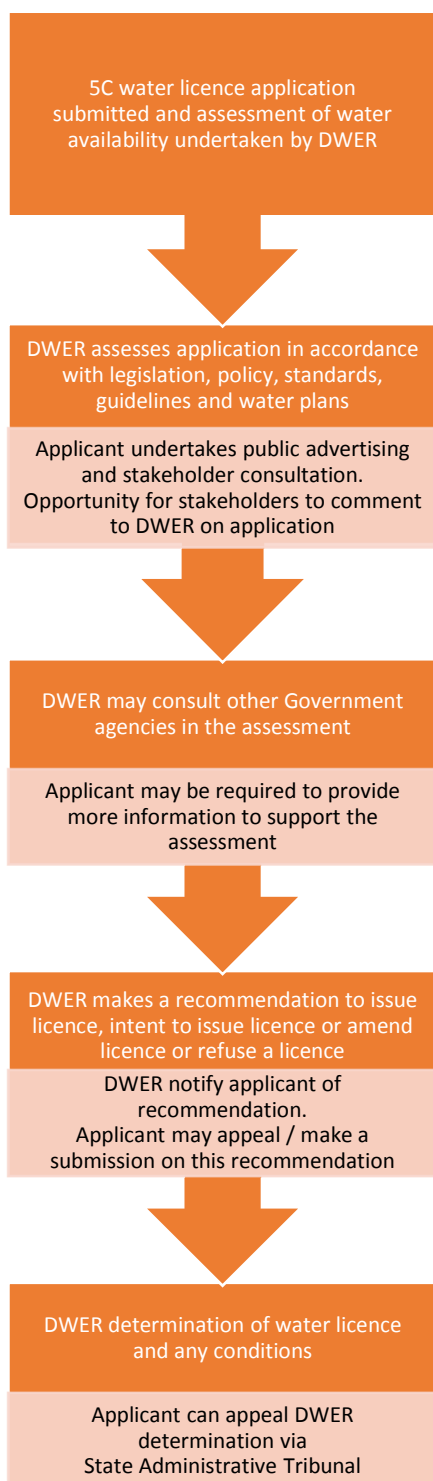 5C water licence application
submitted and assessment of water
availability undertaken by DWER
DWER assesses application in accordance
with legislation, policy, standards,
guidelines and water plans
Applicant undertakes public advertising
and stakeholder consultation.
Opportunity for stakeholders to comment
to DWER on application
DWER may consult other Government
agencies in the assessment
Applicant may be required to provide
more information to support the
assessment
DWER makes a recommendation to issue
licence, intent to issue licence or amend
licence or refuse a licence
DWER notify applicant of
recommendation.
Applicant may appeal / make a
submission on this recommendation
DWER determination of water licence
and any conditions
Applicant can appeal DWER
determination via
State Administrative Tribunal